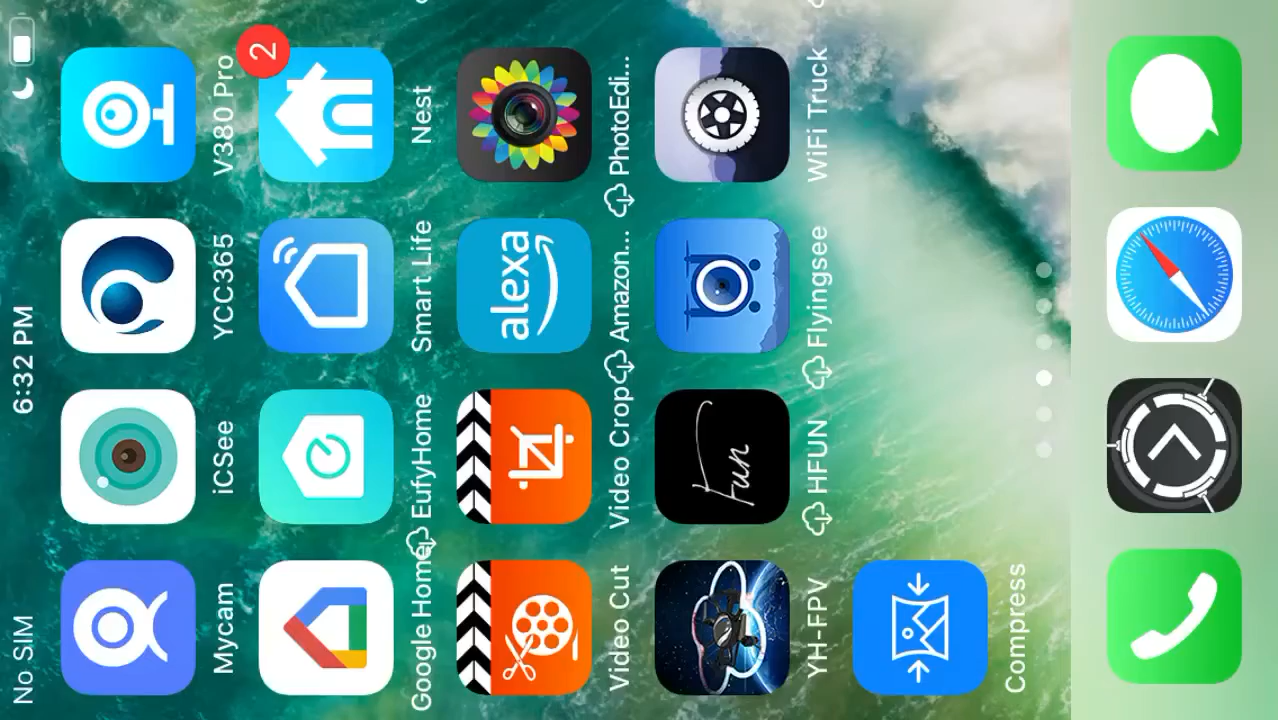 No SIM 6:32 PM
Mycam iCSee YCC365 V380 Pro
2
Google Home EufyHome Smart Life Nest
alexa
Video Cut Video Crop Amazon... PhotoEdi...
Fun
YH-FPV HFUN Flyingsee WiFi Truck
Compress